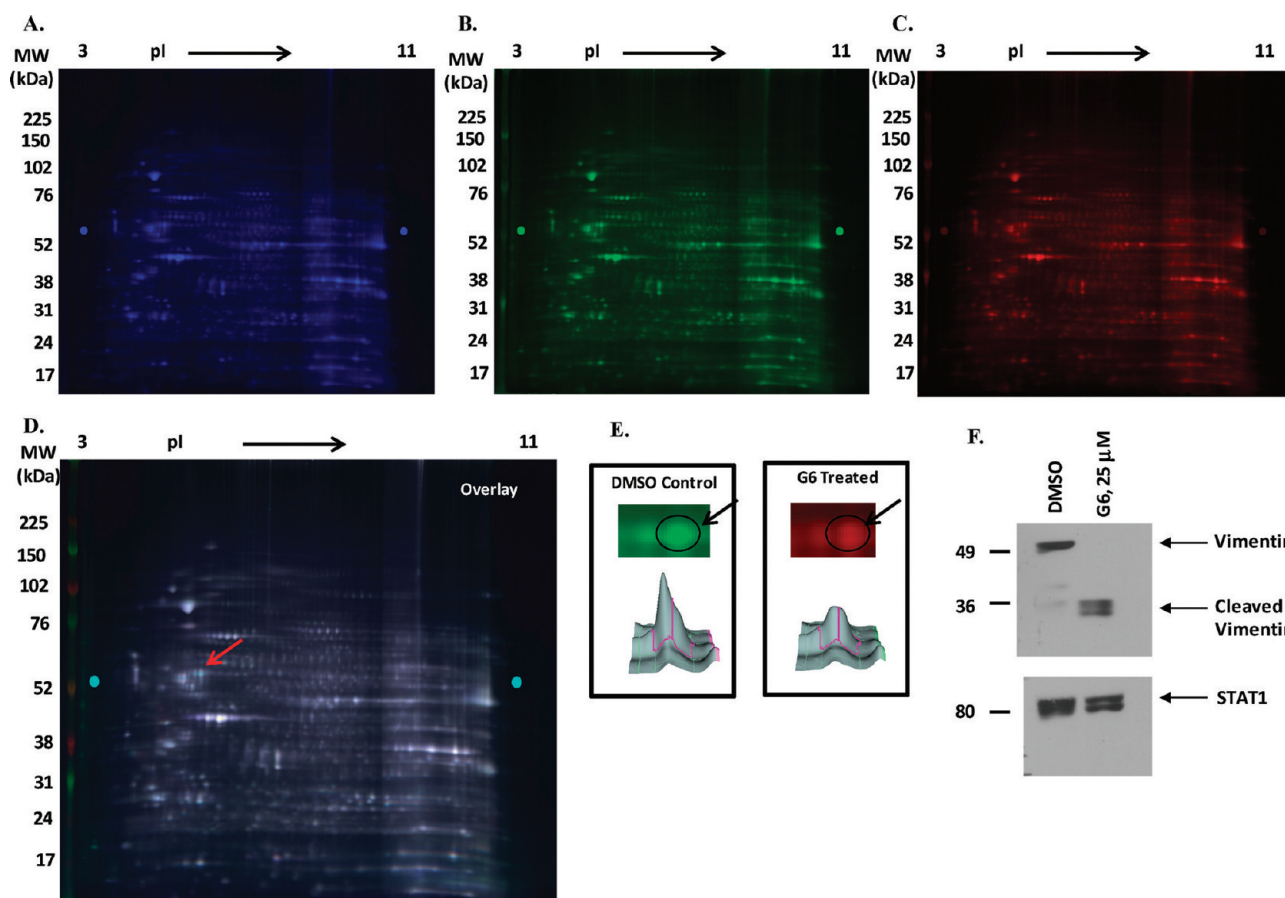 A.
3 pI 11
MW
(kDa)
225
150
102
76
52
38
31
24
17
B.
3 pI 11
MW
(kDa)
225
150
102
76
52
38
31
24
17
C.
3 pI 11
MW
(kDa)
225
150
102
76
52
38
31
24
17
D.
3 pI 11
MW
(kDa)
Overlay
225
150
102
76
52
38
31
24
17
E.
DMSO Control
G6 Treated
F.
DMSO
G6, 25 µM
49
36
Vimentin
Cleaved
Vimentin
80
STAT1